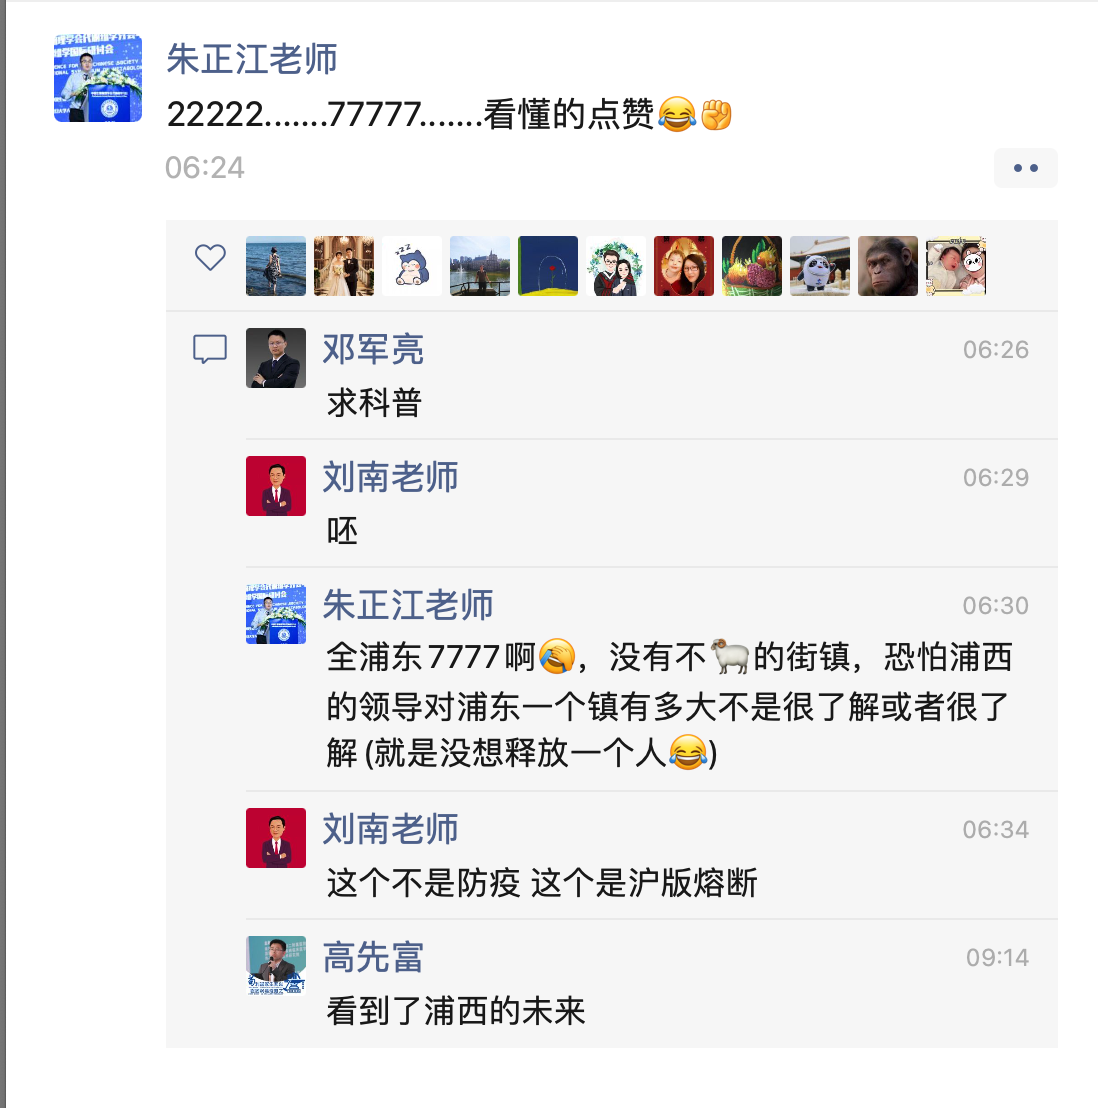 朱正江老师
22222.......77777.......看懂的点赞😂✊
06:24
邓军亮 06:26
求科普
刘南老师 06:29
呸
朱正江老师 06:30
全浦东7777啊🤦，没有不🐏的街镇，恐怕浦西
的领导对浦东一个镇有多大不是很了解或者很了
解(就是没想释放一个人😂)
刘南老师 06:34
这个不是防疫 这个是沪版熔断
高先富 09:14
看到了浦西的未来